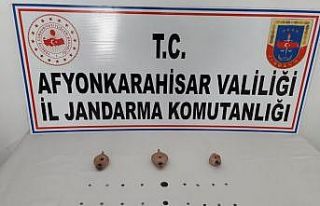 T.C.
AFYONKARAHİSAR VALİLİĞİ
İL JANDARMA KOMUTANLIĞI